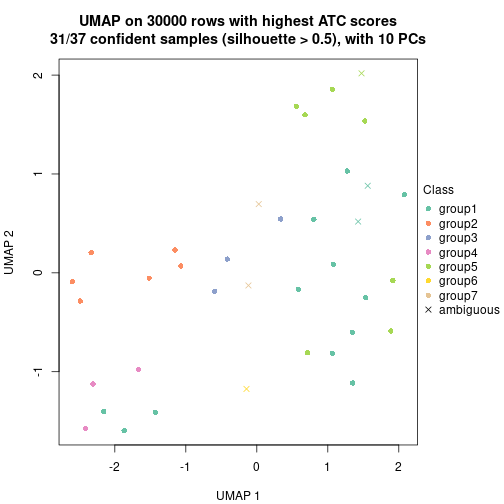 UMAP on 30000 rows with highest ATC scores
31/37 confident samples (silhouette > 0.5), with 10 PCs
2
1
0
-1
UMAP 2
-2
-1
0
1
2
UMAP 1
Class
group1
group2
group3
group4
group5
group6
group7
ambiguous